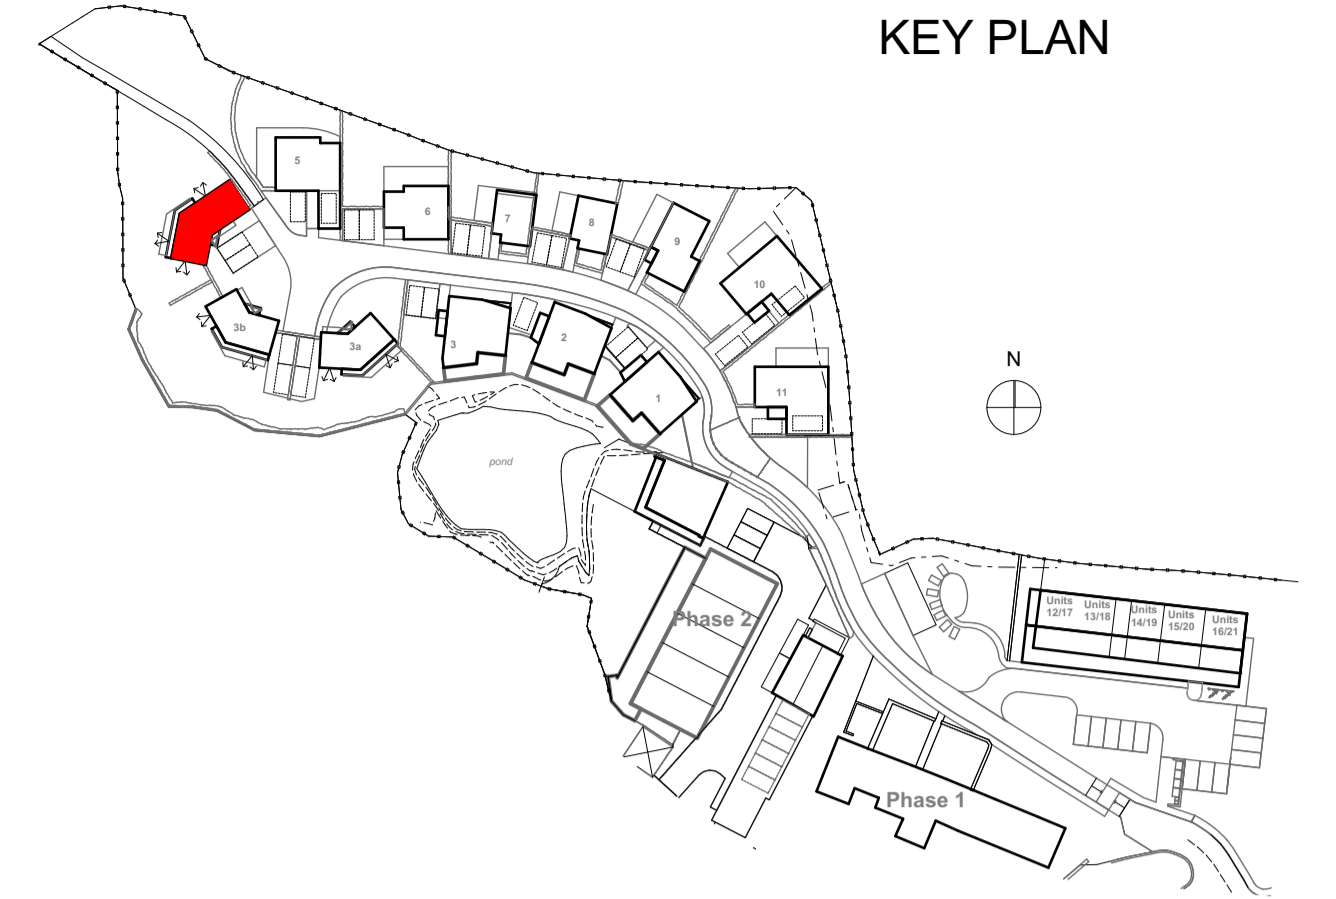 KEY PLAN
5
6
7
8
9
10
3b
3a
3
2
1
11
N
pond
Phase 2
Units
12/17
Units
13/18
Units
14/19
Units
15/20
Units
16/21
Phase 1